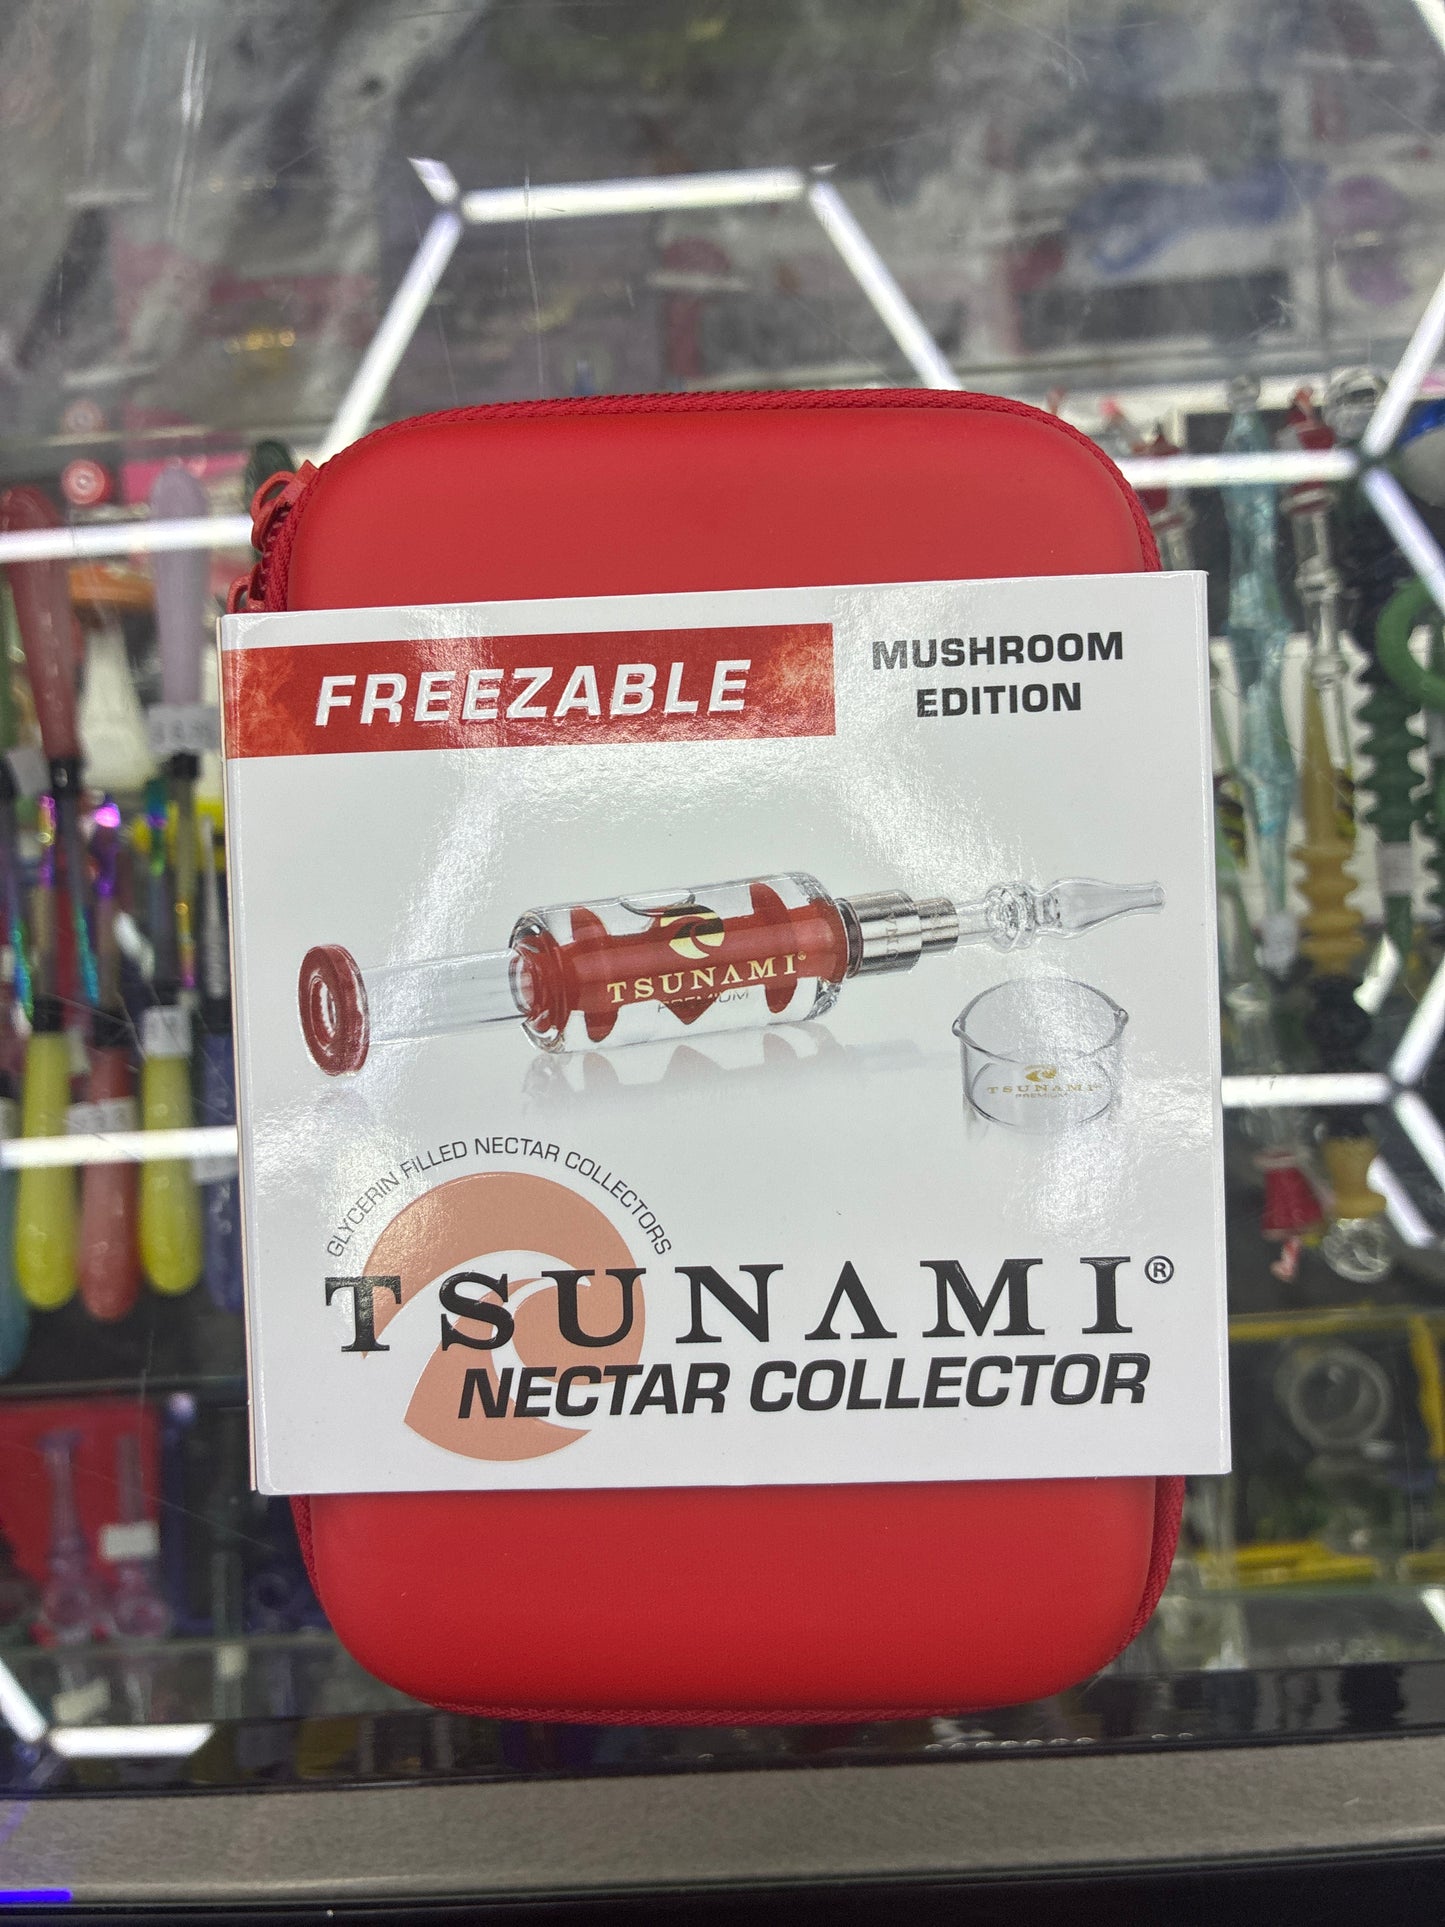 FREEZABLE
MUSHROOM
EDITION
TSUNAMI®
PREMIUM
TSUNAMI
PREMIUM
GLYCERIN FILLED NECTAR COLLECTORS
TSUNAMI®
NECTAR COLLECTOR